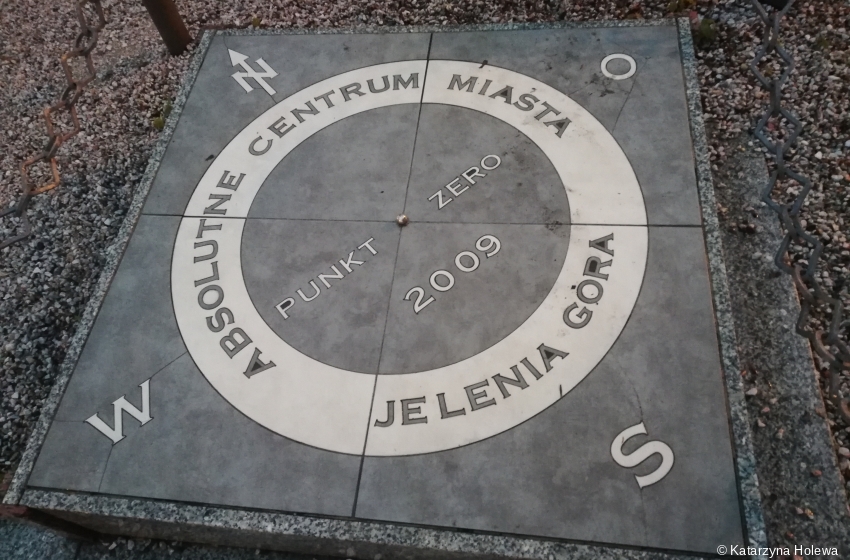 N
O
ABSOLUTNE CENTRUM MIASTA
JELENIA GÓRA
PUNKT ZERO
2009
W
S
© Katarzyna Holewa